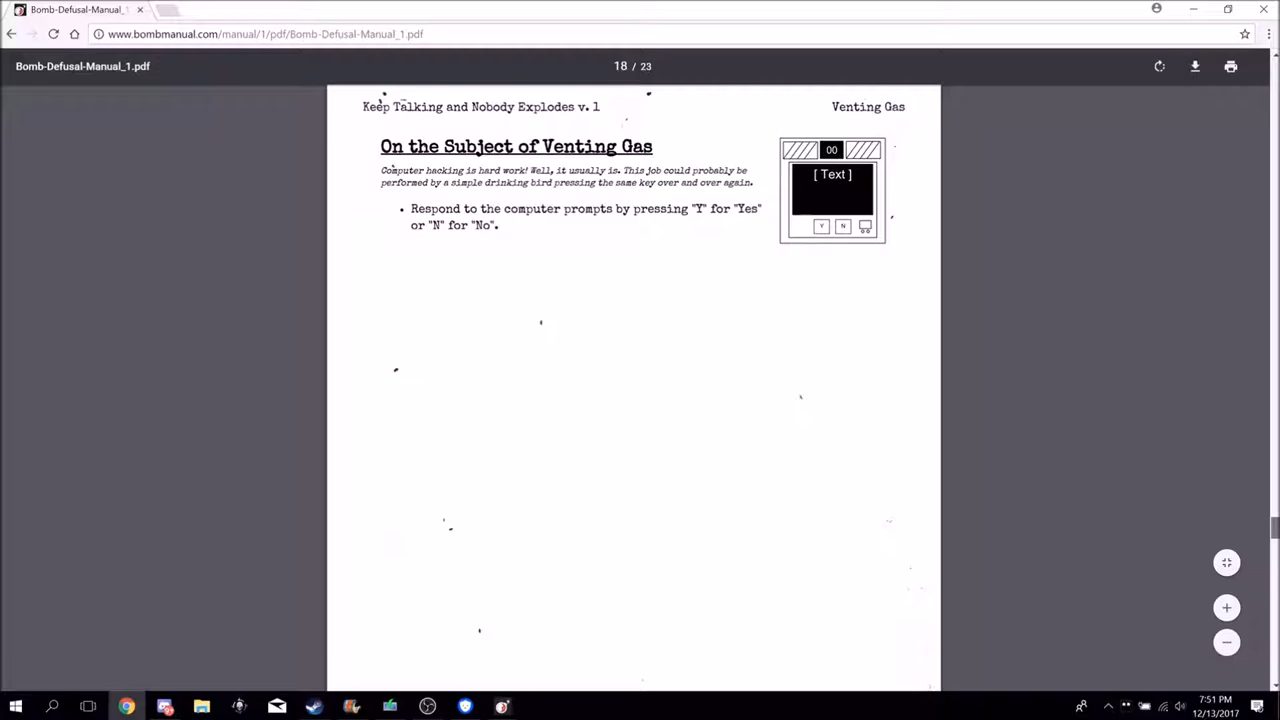 Bomb-Defusal-Manual_1
www.bombmanual.com/manual/1/pdf/Bomb-Defusal-Manual_1.pdf
Bomb-Defusal-Manual_1.pdf
18 / 23
Keep Talking and Nobody Explodes v. 1
Venting Gas
On the Subject of Venting Gas
Computer hacking is hard work! Well, it usually is. This job could probably be
performed by a simple drinking bird pressing the same key over and over again.
• Respond to the computer prompts by pressing "Y" for "Yes"
or "N" for "No".
00
[ Text ]
Y N
7:51 PM
12/13/2017